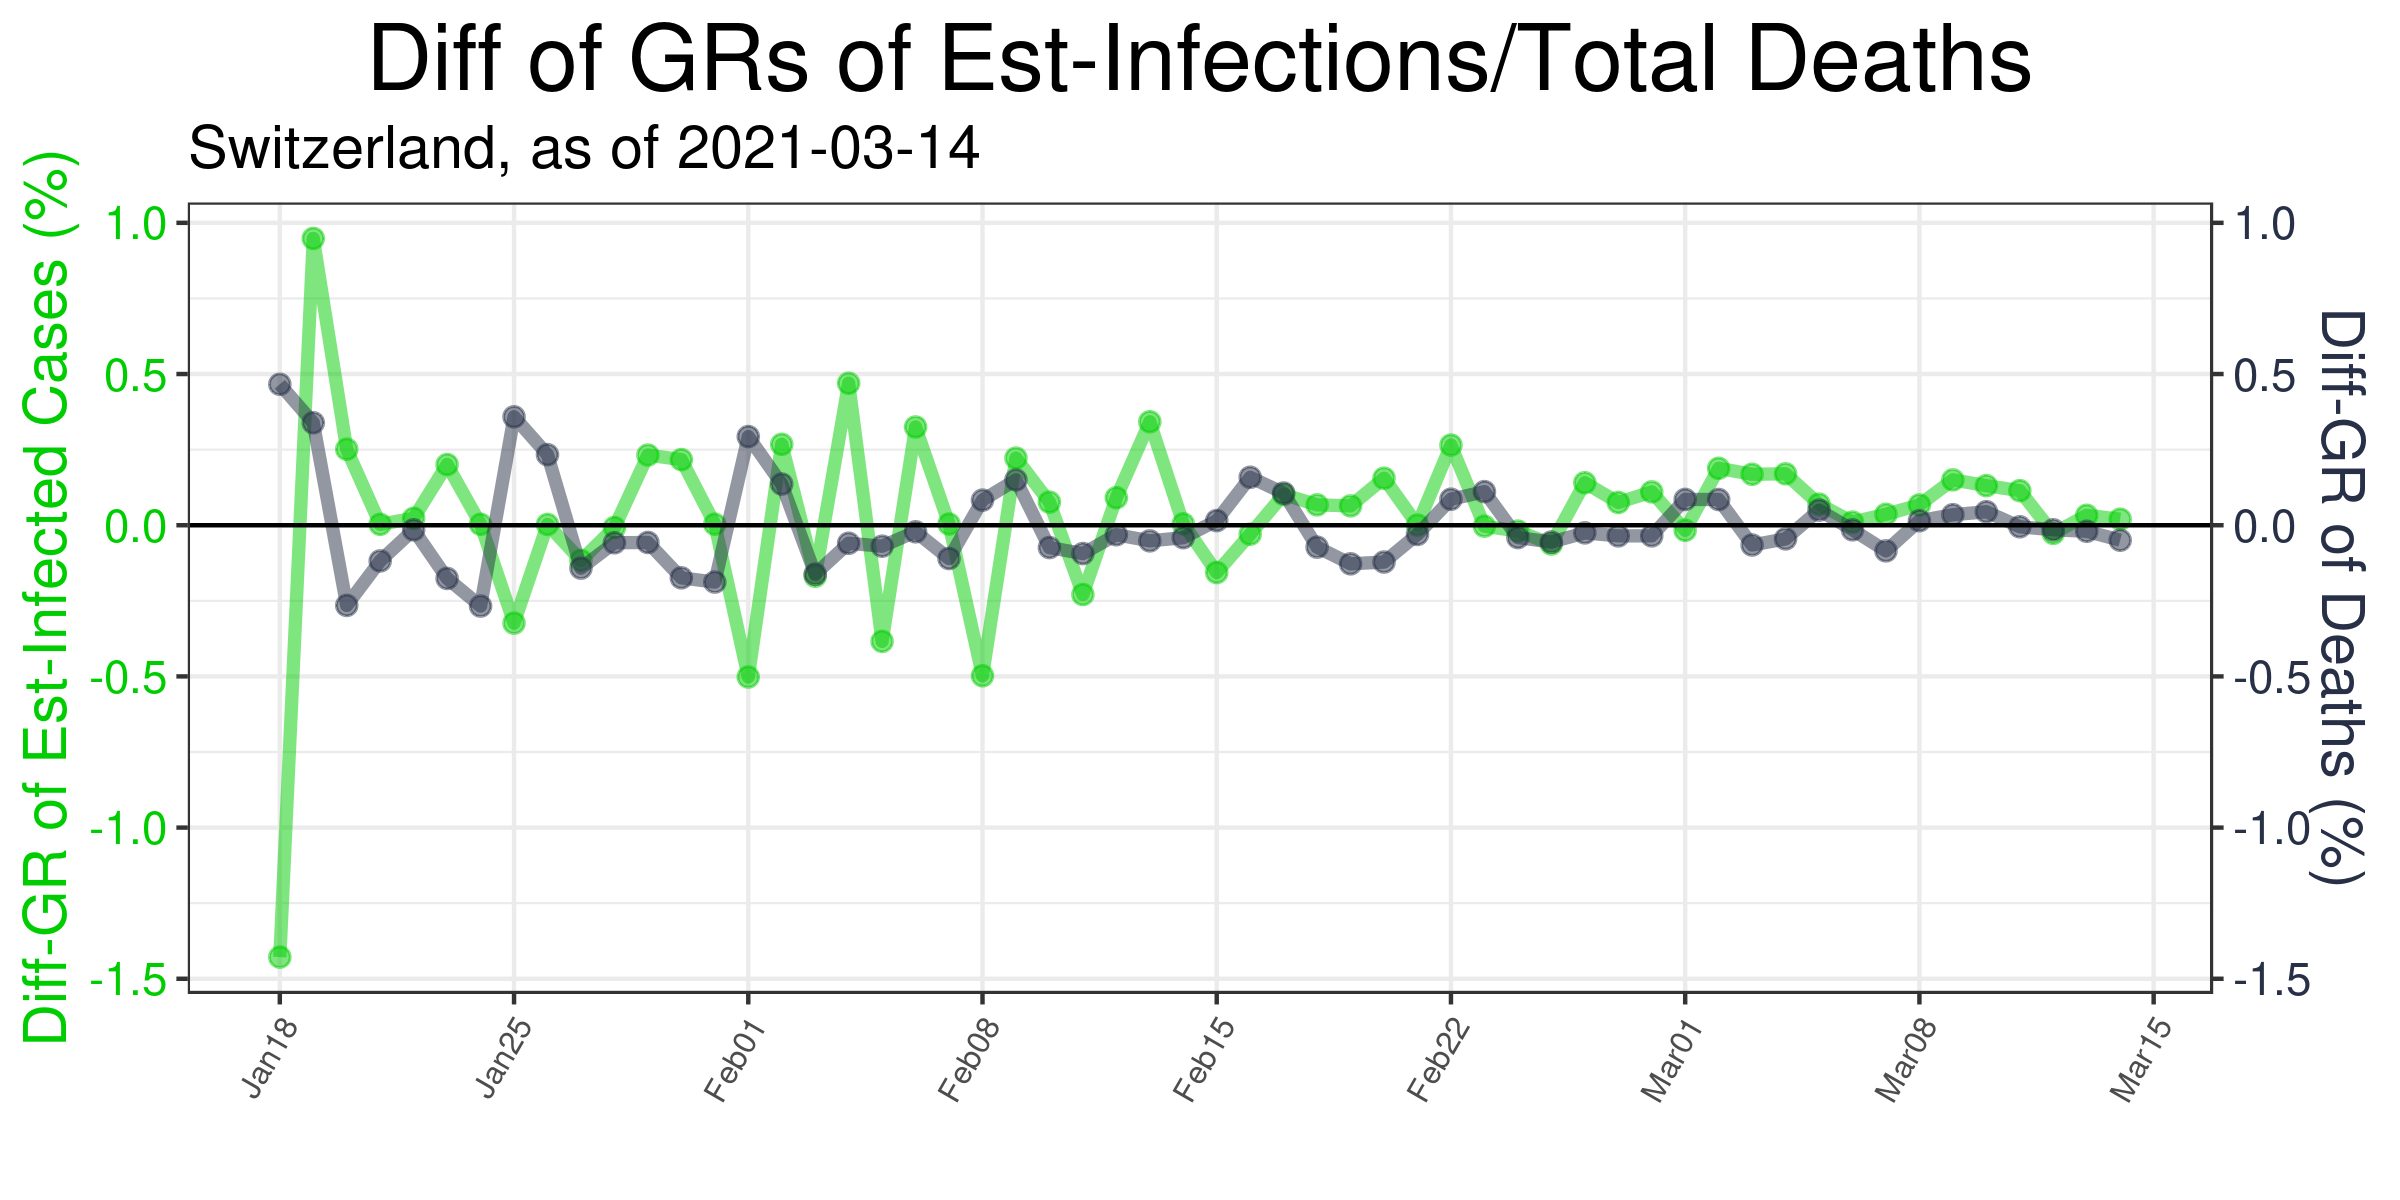 Diff of GRs of Est-Infections/Total Deaths
Switzerland, as of 2021-03-14
Diff-GR of Est-Infected Cases (%)
1.0
0.5
0.0
-0.5
-1.0
-1.5
1.0
0.5
0.0
-0.5
-1.0
-1.5
Diff-GR of Deaths (%)
Jan18
Jan25
Feb01
Feb08
Feb15
Feb22
Mar01
Mar08
Mar15